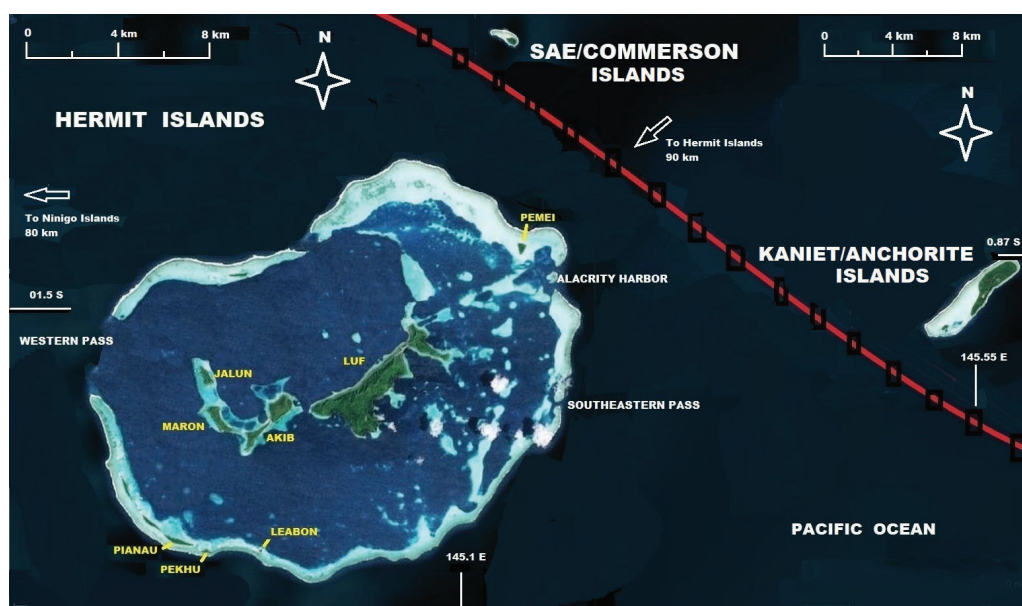 0 4 km 8 km
N
SAE/COMMERSON
ISLANDS
0 4 km 8 km
N
HERMIT ISLANDS
To Hermit Islands
90 km
To Ninigo Islands
80 km
PEMEI
KANIET/ANCHORITE
ISLANDS
0.87 S
ALACRITY HARBOR
01.5 S
WESTERN PASS
LUF
145.55 E
JALUN
MARON
AKIB
SOUTHEASTERN PASS
LEABON
PIANAU
PEKHU
145.1 E
PACIFIC OCEAN